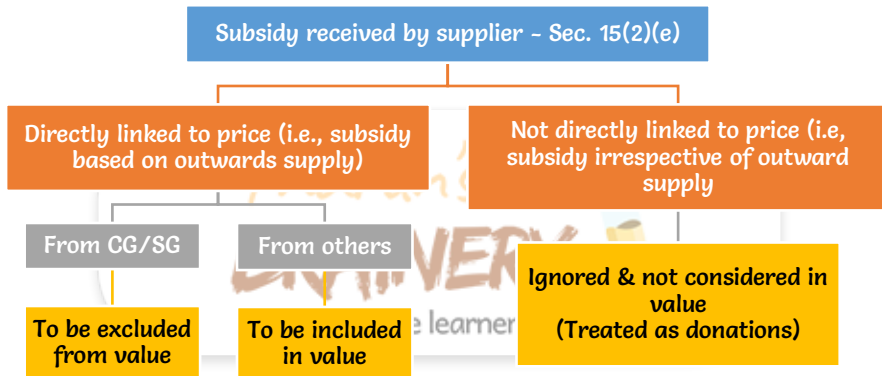 Subsidy received by supplier – Sec. 15(2)(e)
Directly linked to price (i.e., subsidy
based on outwards supply)
Not directly linked to price (i.e,
subsidy irrespective of outward
supply
From CG/SG
From others
To be excluded
from value
To be included
in value
Ignored & not considered in
value
(Treated as donations)
BRAINERY
e learner